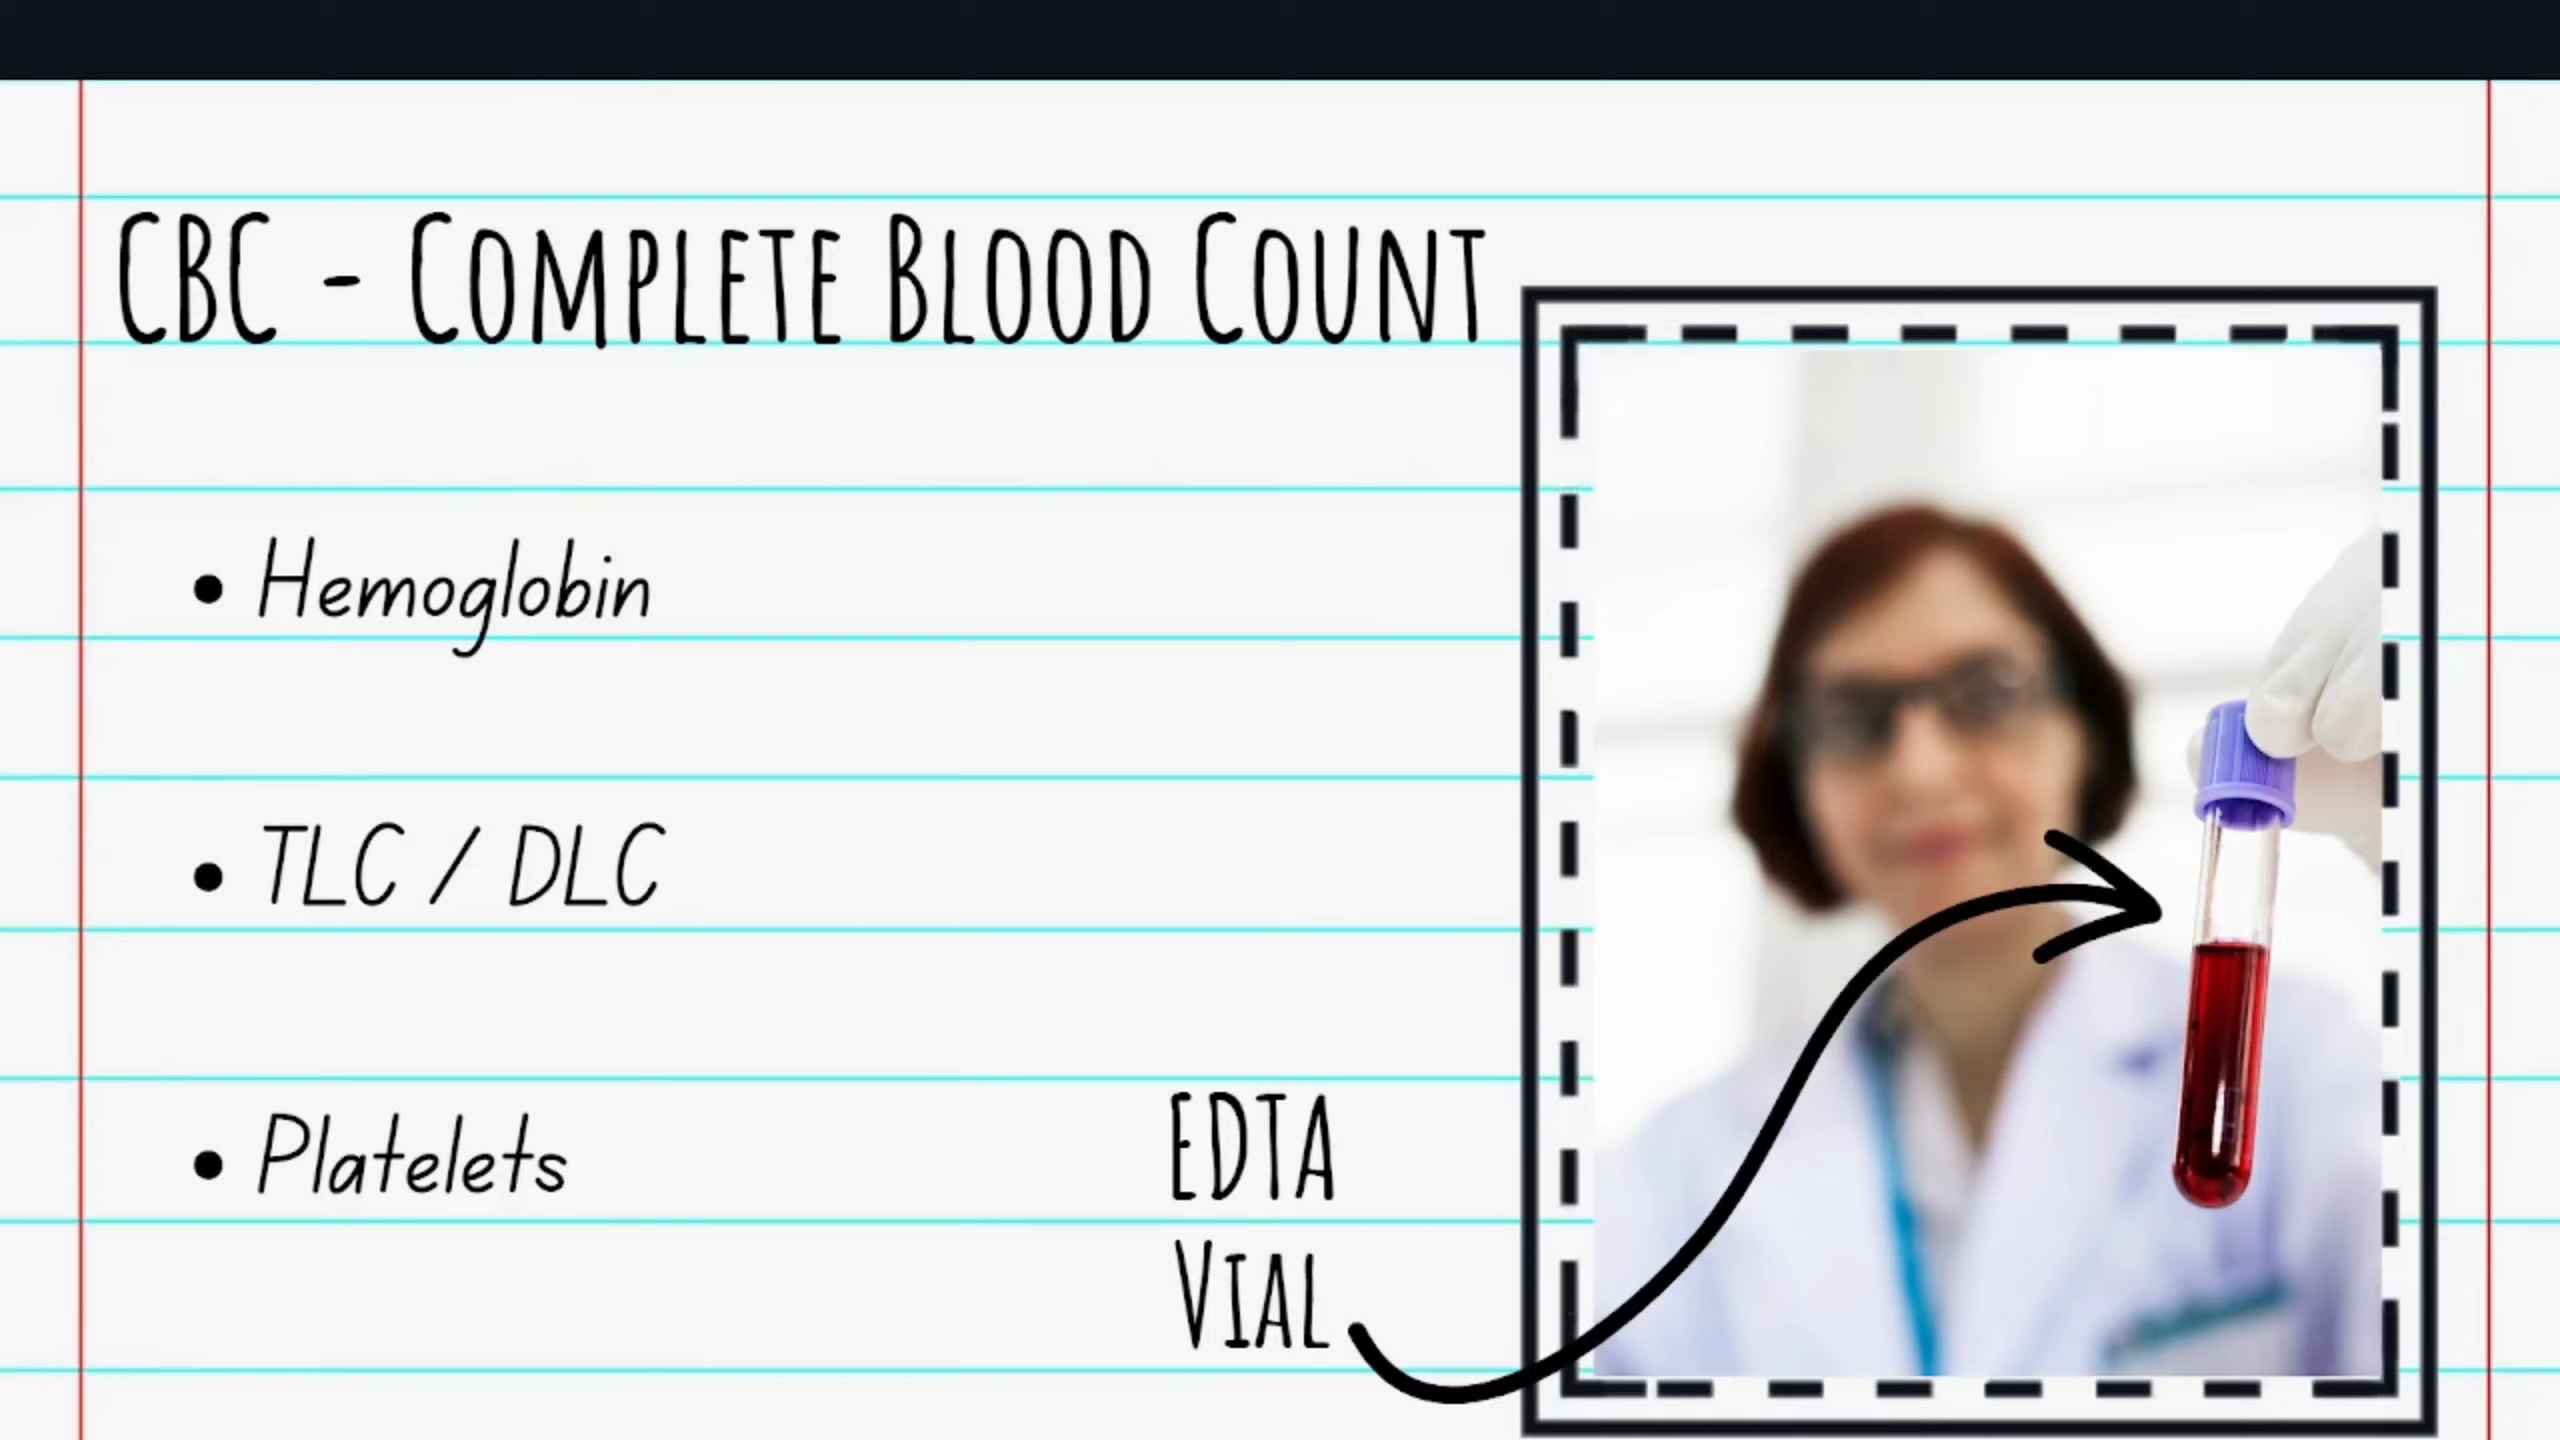 CBC - Complete Blood Count
• Hemoglobin
• TLC / DLC
• Platelets
EDTA
Vial